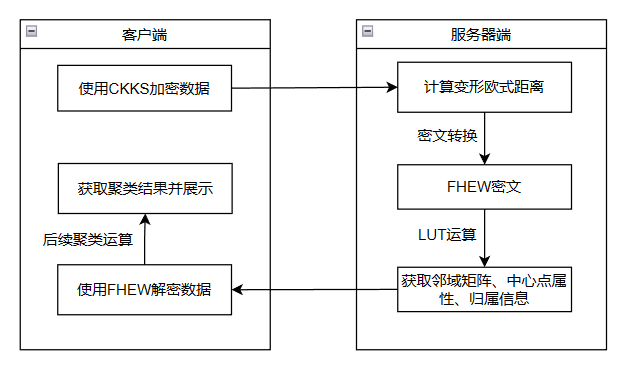 客户端
使用CKKS加密数据
获取聚类结果并展示
后续聚类运算
使用FHEW解密数据
服务器端
计算变形欧式距离
密文转换
FHEW密文
LUT运算
获取邻域矩阵、中心点属
性、归属信息